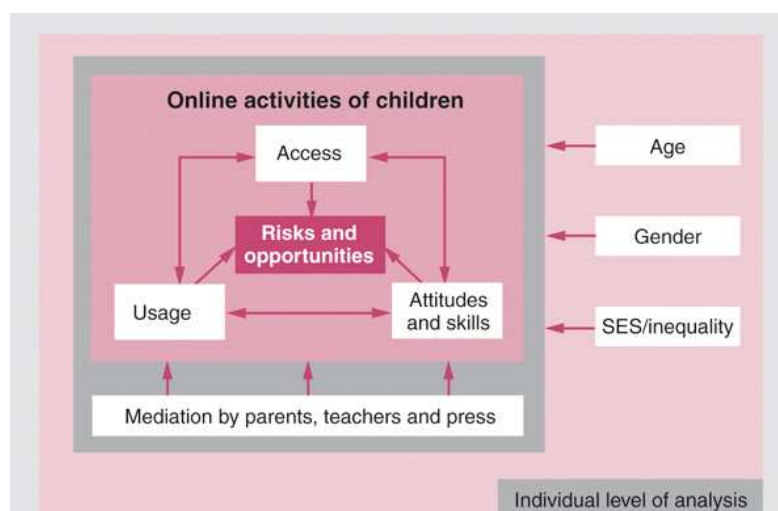 Online activities of children
Access
Risks and
opportunities
Usage
Attitudes
and skills
Mediation by parents, teachers and press
Age
Gender
SES/inequality
Individual level of analysis